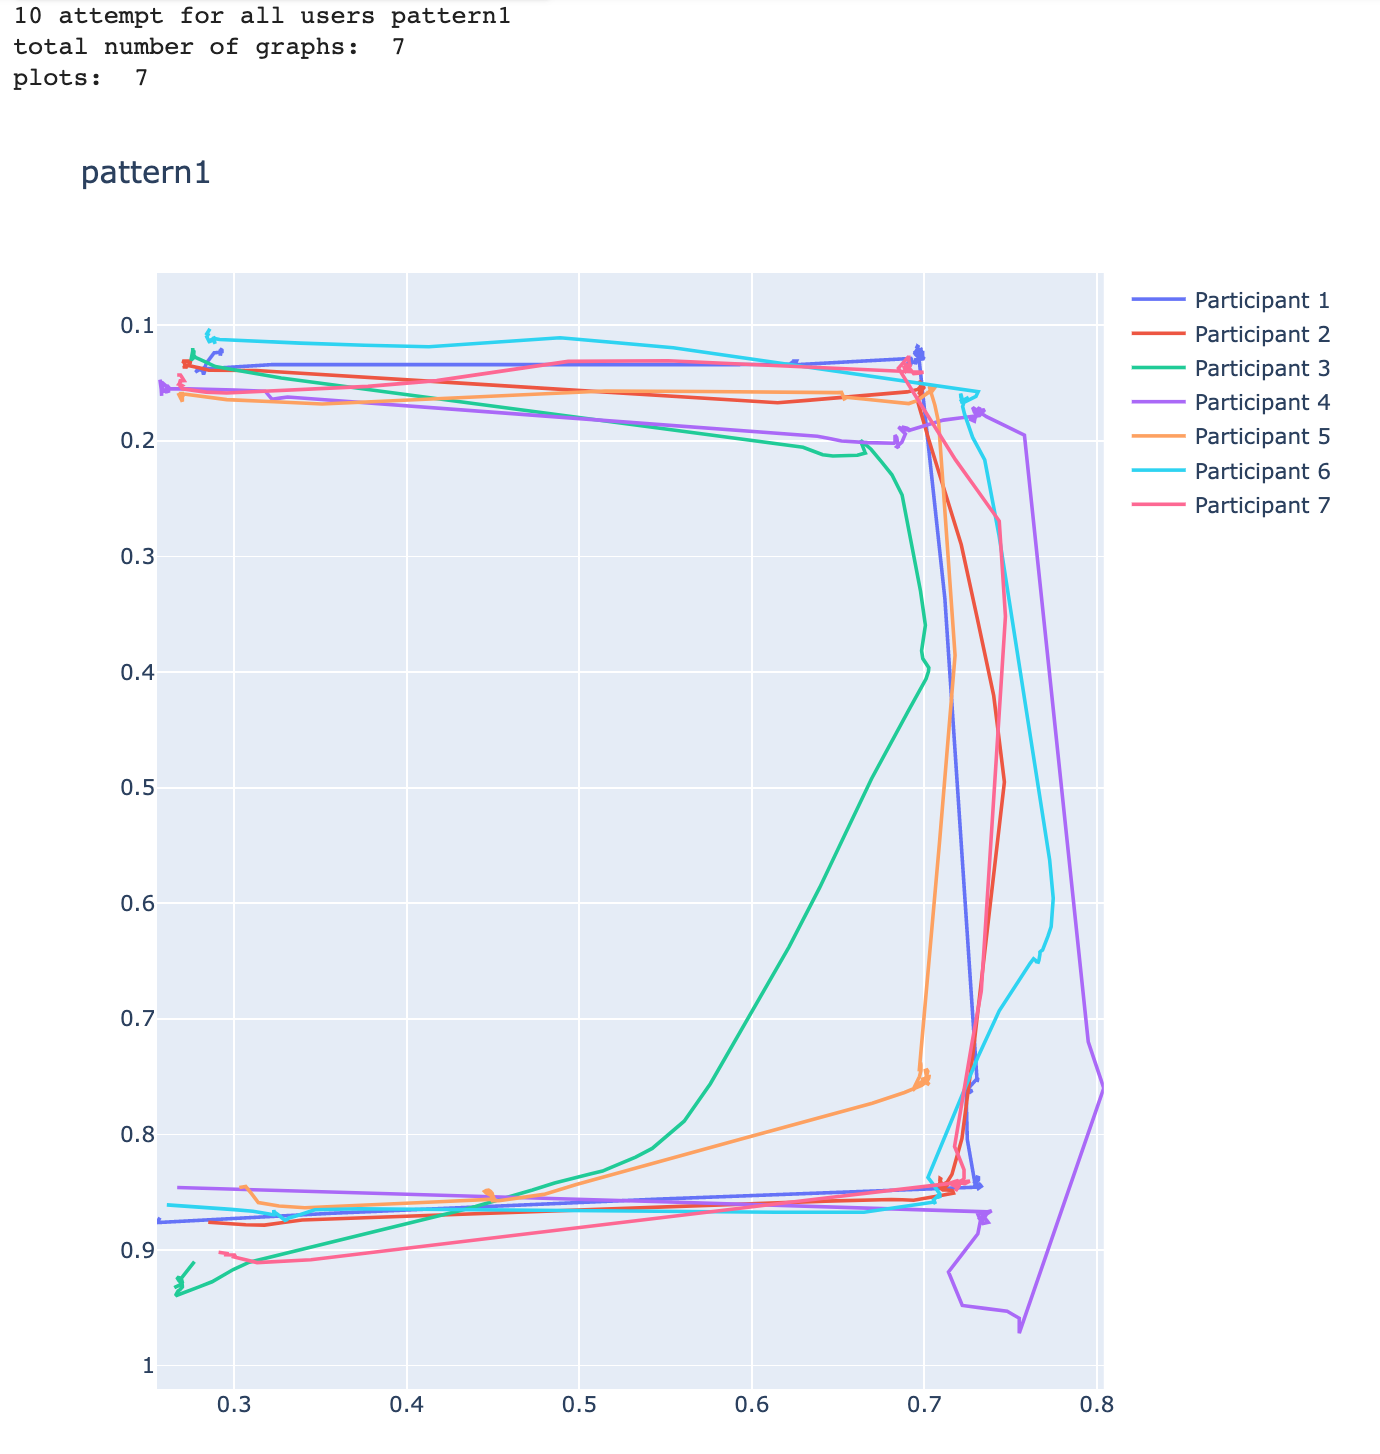 10 attempt for all users pattern1
total number of graphs:  7
plots:  7
pattern1
0.1
0.2
0.3
0.4
0.5
0.6
0.7
0.8
0.9
1
0.3
0.4
0.5
0.6
0.7
0.8
Participant 1
Participant 2
Participant 3
Participant 4
Participant 5
Participant 6
Participant 7